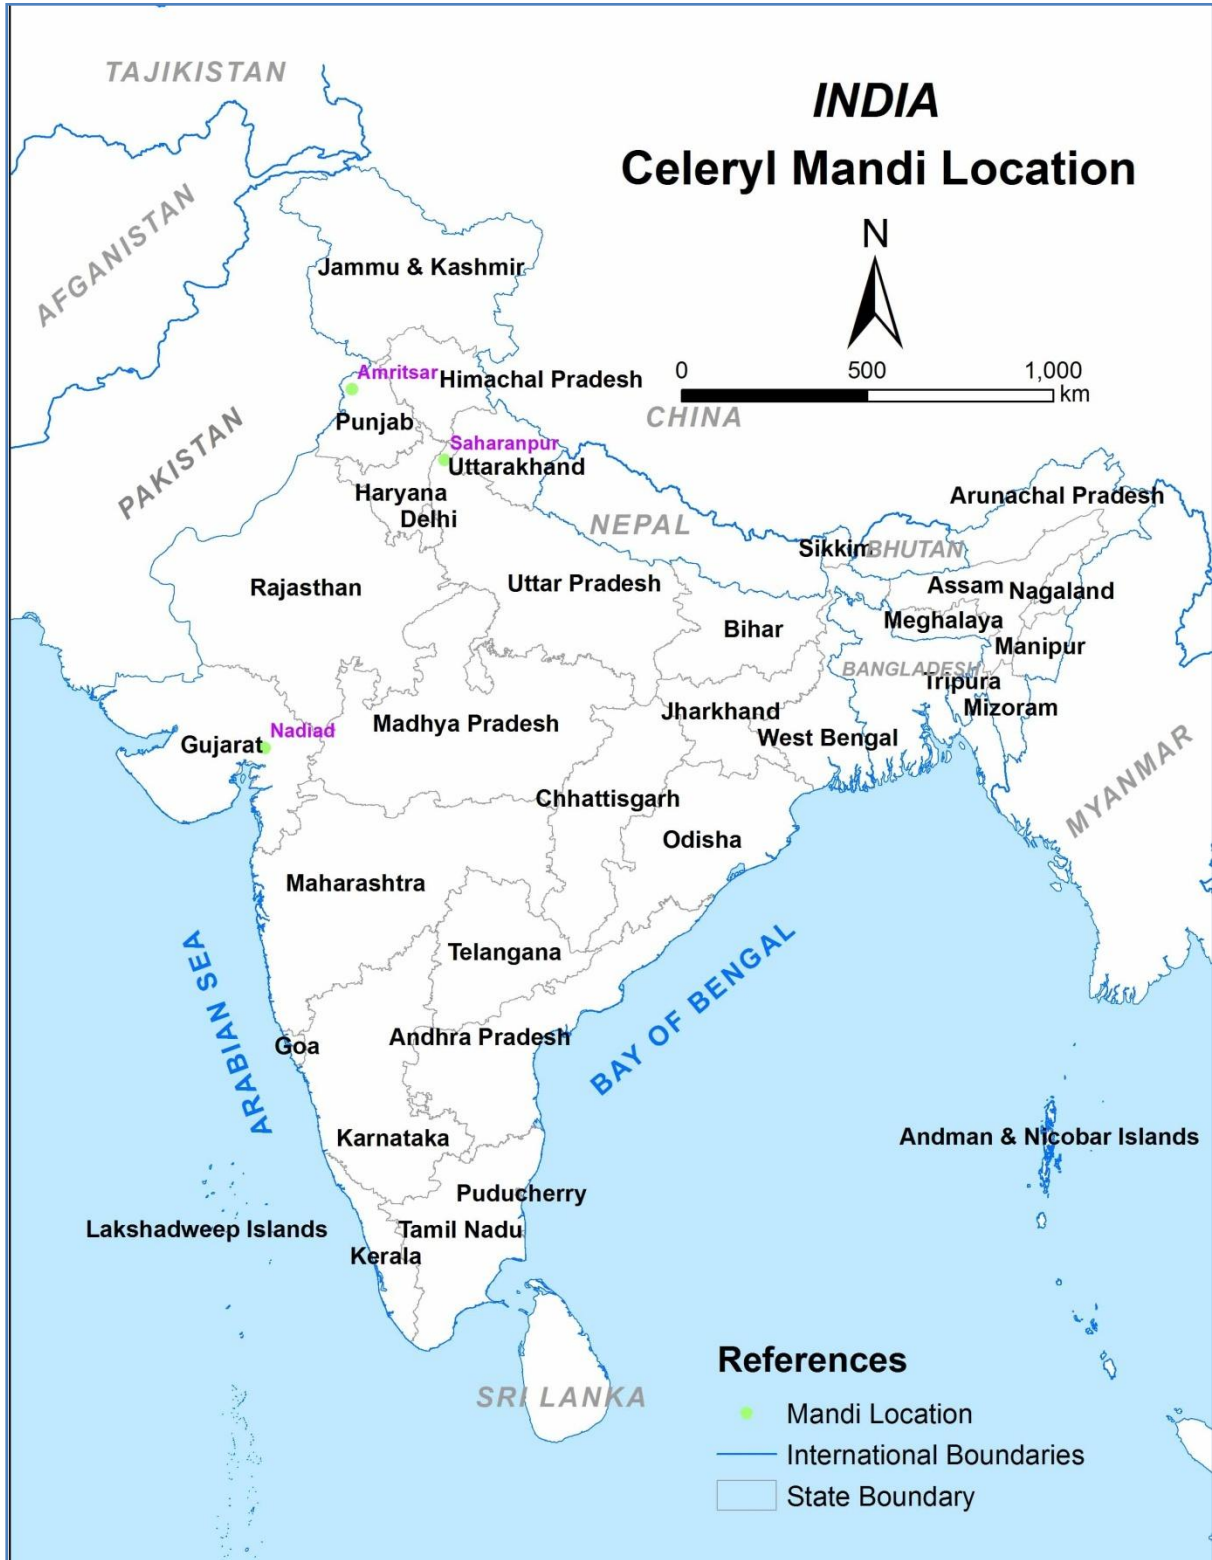 TAJIKISTAN
INDIA
Celeryl Mandi Location
AFGANISTAN
N
Jammu & Kashmir
0 500 1,000
km
Amritsar
Himachal Pradesh
CHINA
Punjab
PAKISTAN
Saharanpur
Uttarakhand
Haryana
Delhi
Arunachal Pradesh
NEPAL
Sikkim
BHUTAN
Rajasthan
Uttar Pradesh
Assam
Nagaland
Meghalaya
Bihar
Manipur
BANGLADESH
Tripura
Mizoram
Jharkhand
Madhya Pradesh
Nadiad
Gujarat
West Bengal
MYANMAR
Chhattisgarh
Odisha
Maharashtra
Telangana
ARABIAN SEA
BAY OF BENGAL
Andhra Pradesh
Goa
Karnataka
Andman & Nicobar Islands
Puducherry
Lakshadweep Islands
Tamil Nadu
Kerala
SRI LANKA
References
Mandi Location
International Boundaries
State Boundary